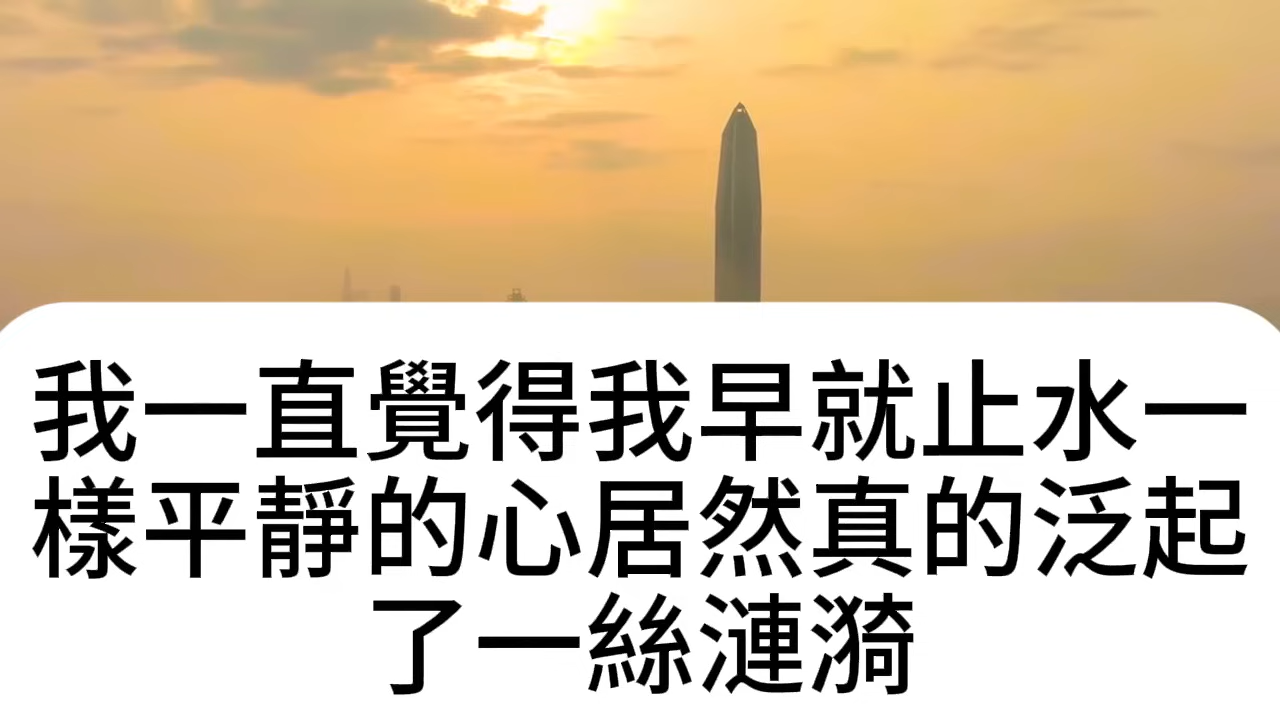 我一直覺得我早就止水一
樣平靜的心居然真的泛起
了一絲漣漪